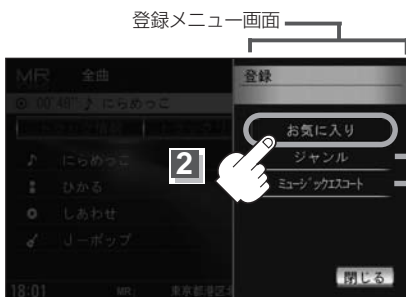 登録メニュー画面
MR 全曲
登録
00'48" ♪ にらめっこ
お気に入り
♪ にらめっこ
ジャンル
2
ひかる
ミュージックエスコート
しあわせ
J-ポップ
閉じる
18:01 MR: 東京都港区